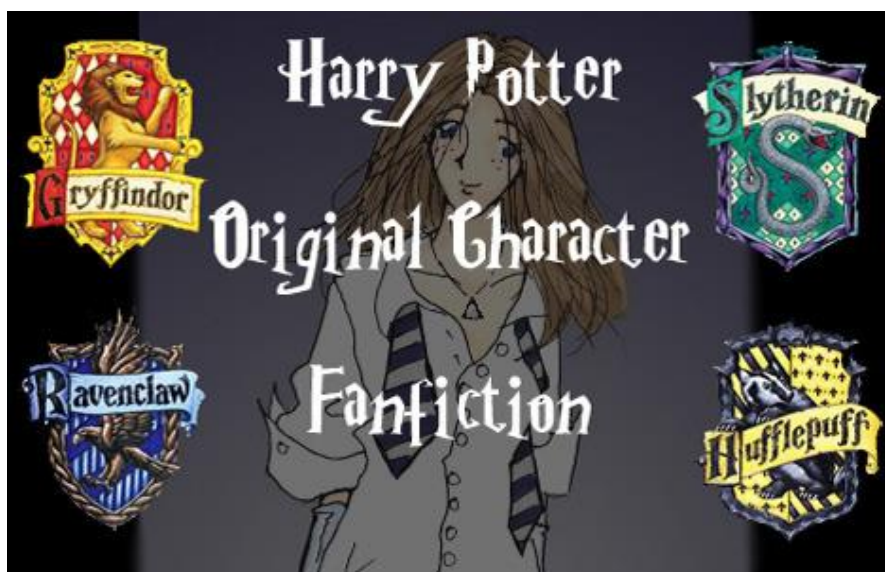 Harry Potter
Gryffindor
Slytherin
Original Character
Ravenclaw
Fanfiction
Hufflepuff